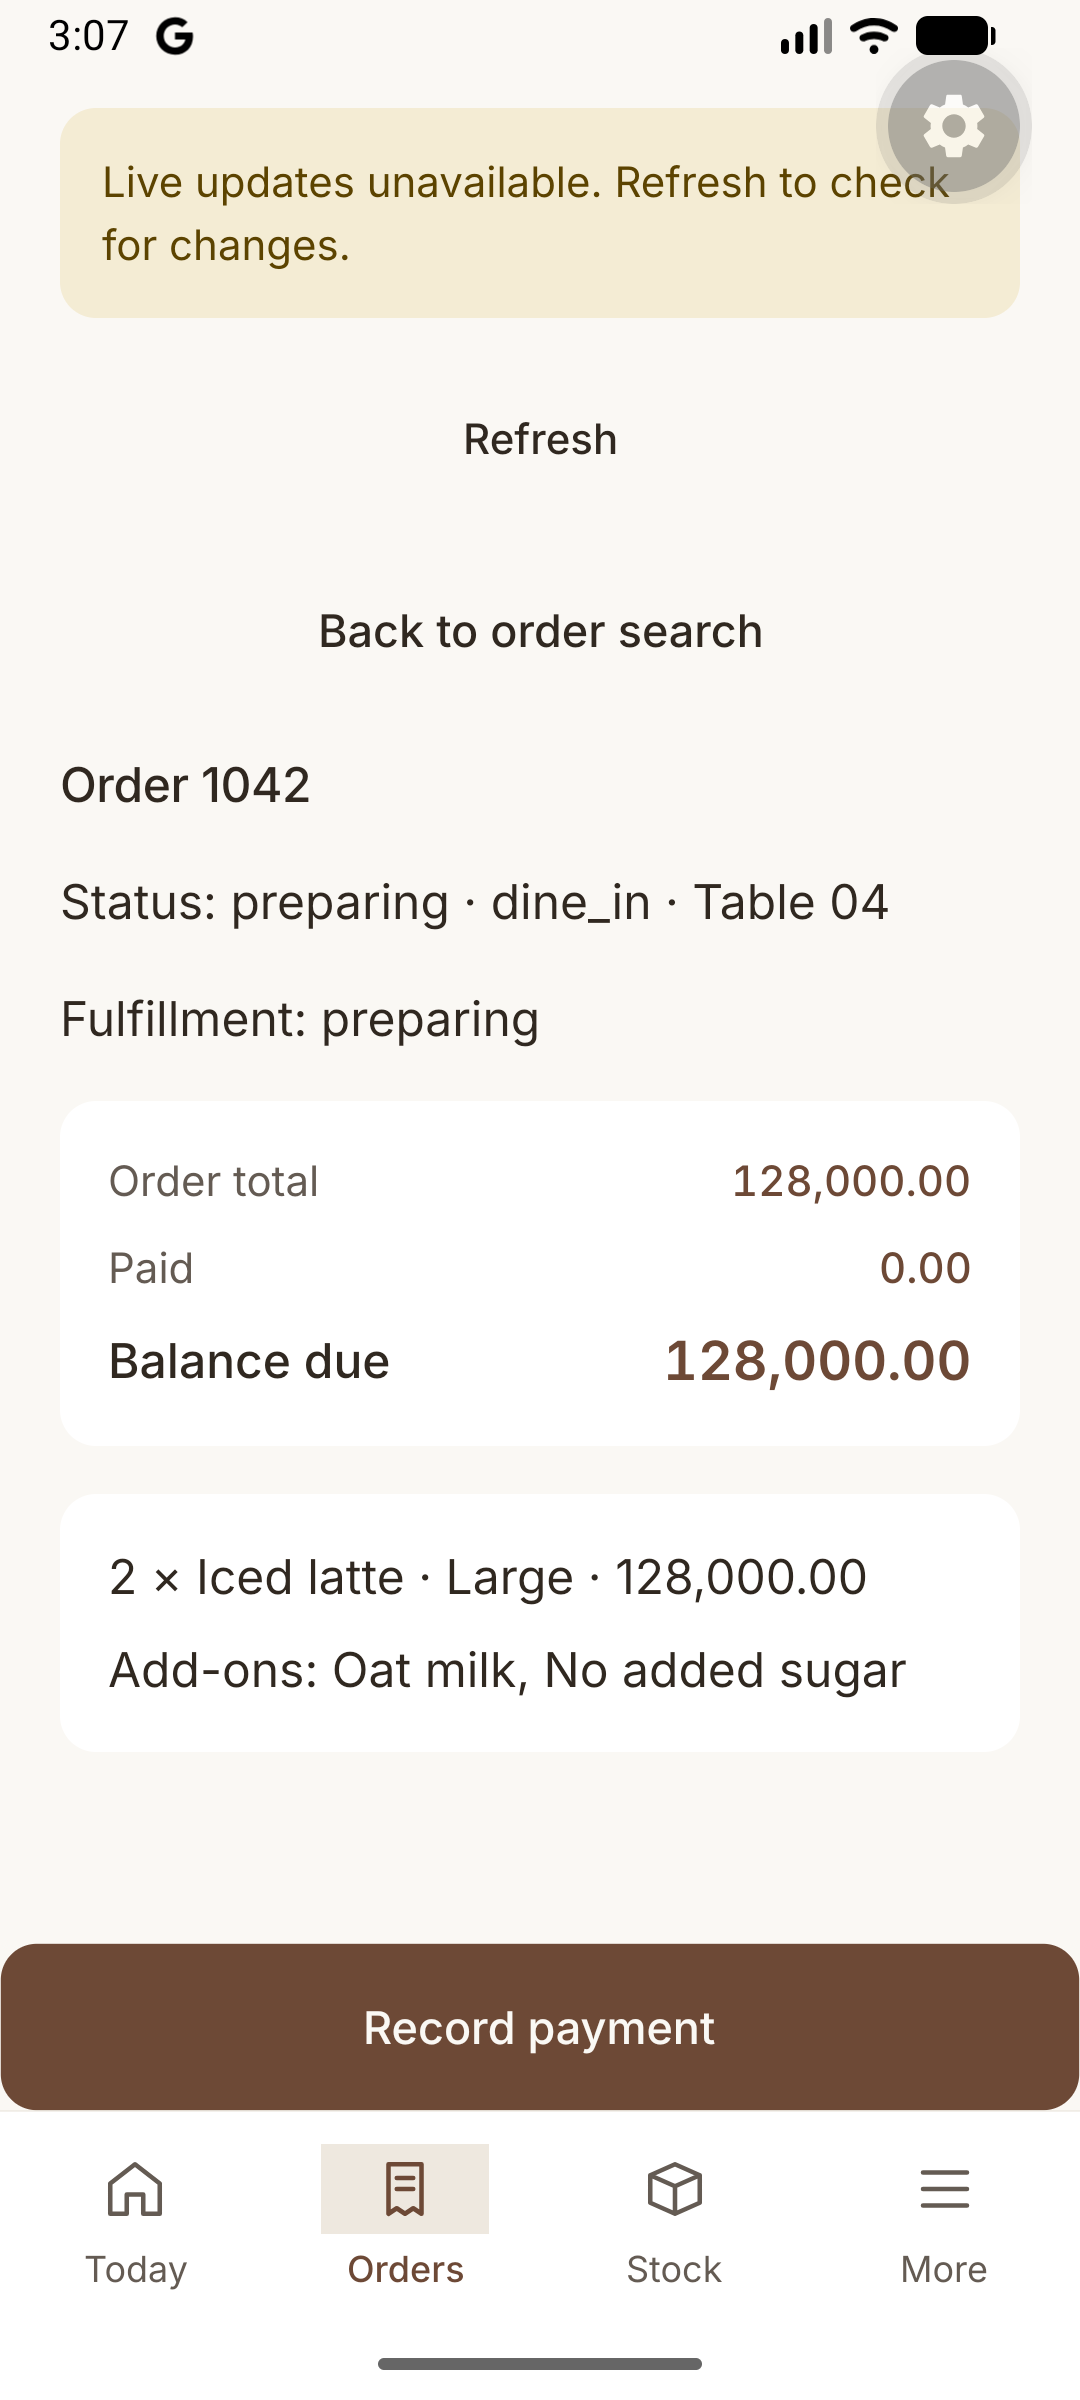 3:07
Live updates unavailable. Refresh to check
for changes.
Refresh
Back to order search
Order 1042
Status: preparing · dine_in · Table 04
Fulfillment: preparing
Order total 128,000.00
Paid 0.00
Balance due 128,000.00
2 × Iced latte · Large · 128,000.00
Add-ons: Oat milk, No added sugar
Record payment
Today Orders Stock More